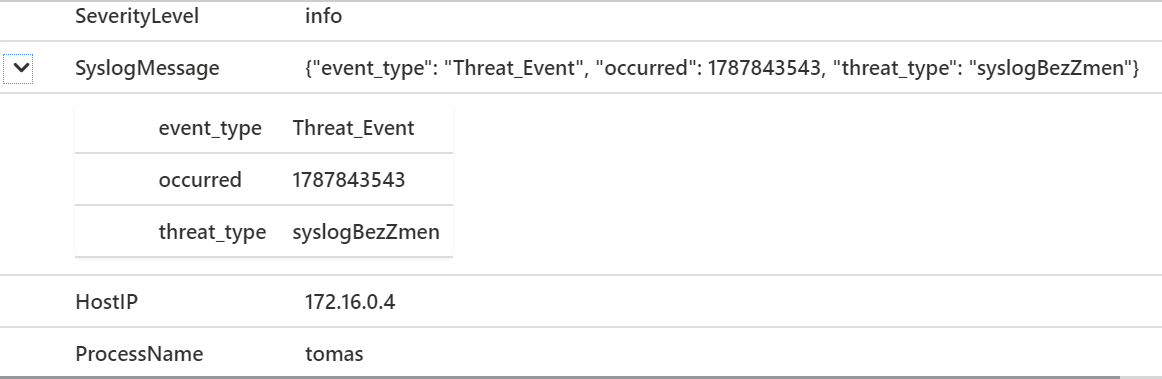 SeverityLevel info
SyslogMessage {"event_type": "Threat_Event", "occurred": 1787843543, "threat_type": "syslogBezZmen"}
event_type Threat_Event
occurred 1787843543
threat_type syslogBezZmen
HostIP 172.16.0.4
ProcessName tomas